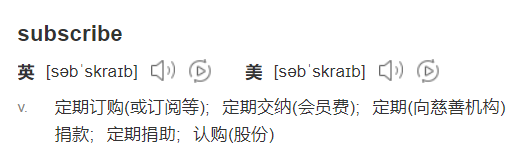 subscribe
英 [səbˈskraɪb] 美 [səbˈskraɪb]
v. 定期订购(或订阅等)；定期交纳(会员费)；定期(向慈善机构)
捐款；定期捐助；认购(股份)